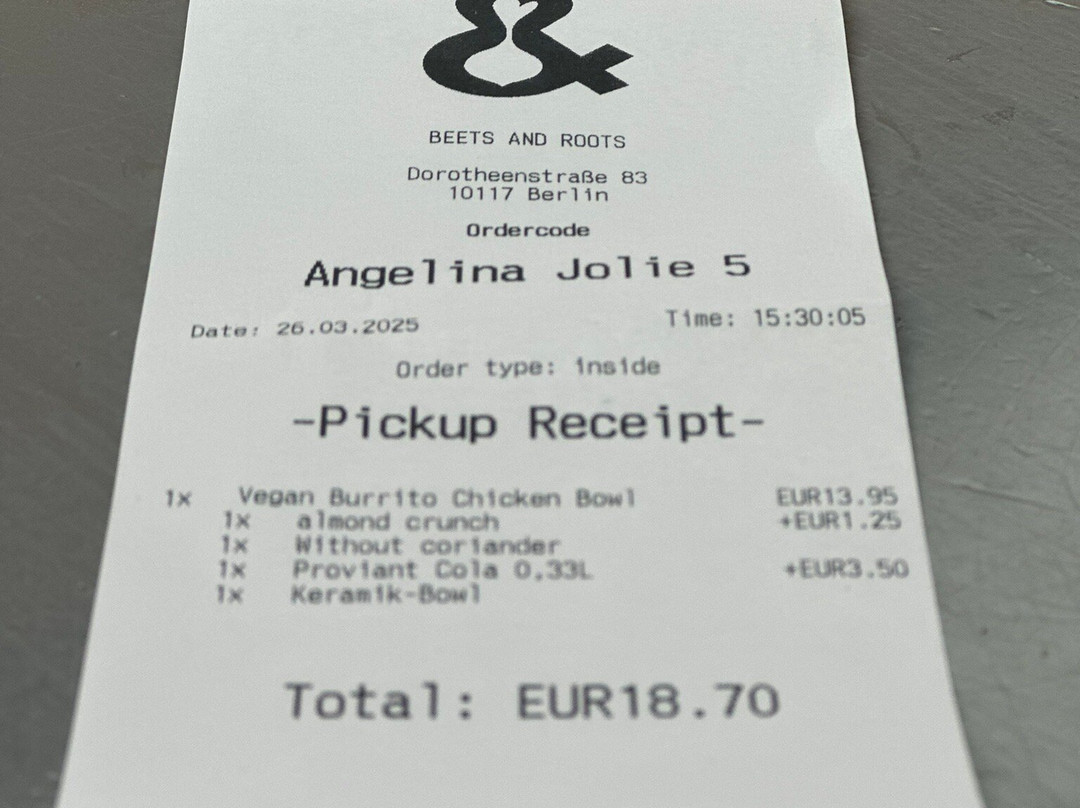 &
BEETS AND ROOTS
Dorotheenstraße 83
10117 Berlin
Ordercode
Angelina Jolie 5
Date: 26.03.2025 Time: 15:30:05
Order type: inside
-Pickup Receipt-
1x Vegan Burrito Chicken Bowl EUR13.95
1x almond crunch +EUR1.25
1x Without coriander
1x Proviant Cola 0,33L +EUR3.50
1x Keramik-Bowl
Total: EUR18.70